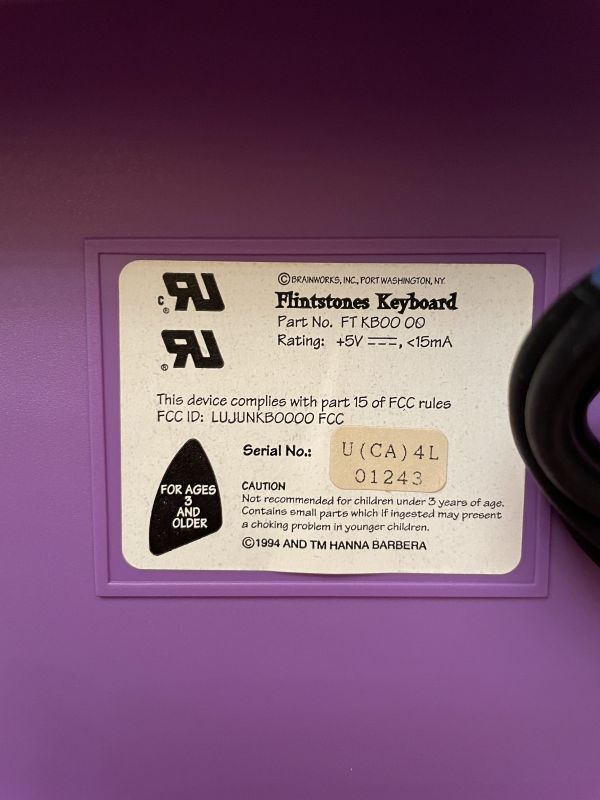 ©BRAINWORKS, INC., PORT WASHINGTON, NY
Flintstones Keyboard
Part No. FT KB00 00
Rating: +5V ⎓, <15mA
This device complies with part 15 of FCC rules
FCC ID: LUJUNKB0000 FCC
Serial No.: U(CA)4L
01243
FOR AGES
3
AND
OLDER
CAUTION
Not recommended for children under 3 years of age.
Contains small parts which if ingested may present
a choking problem in younger children.
©1994 AND TM HANNA BARBERA